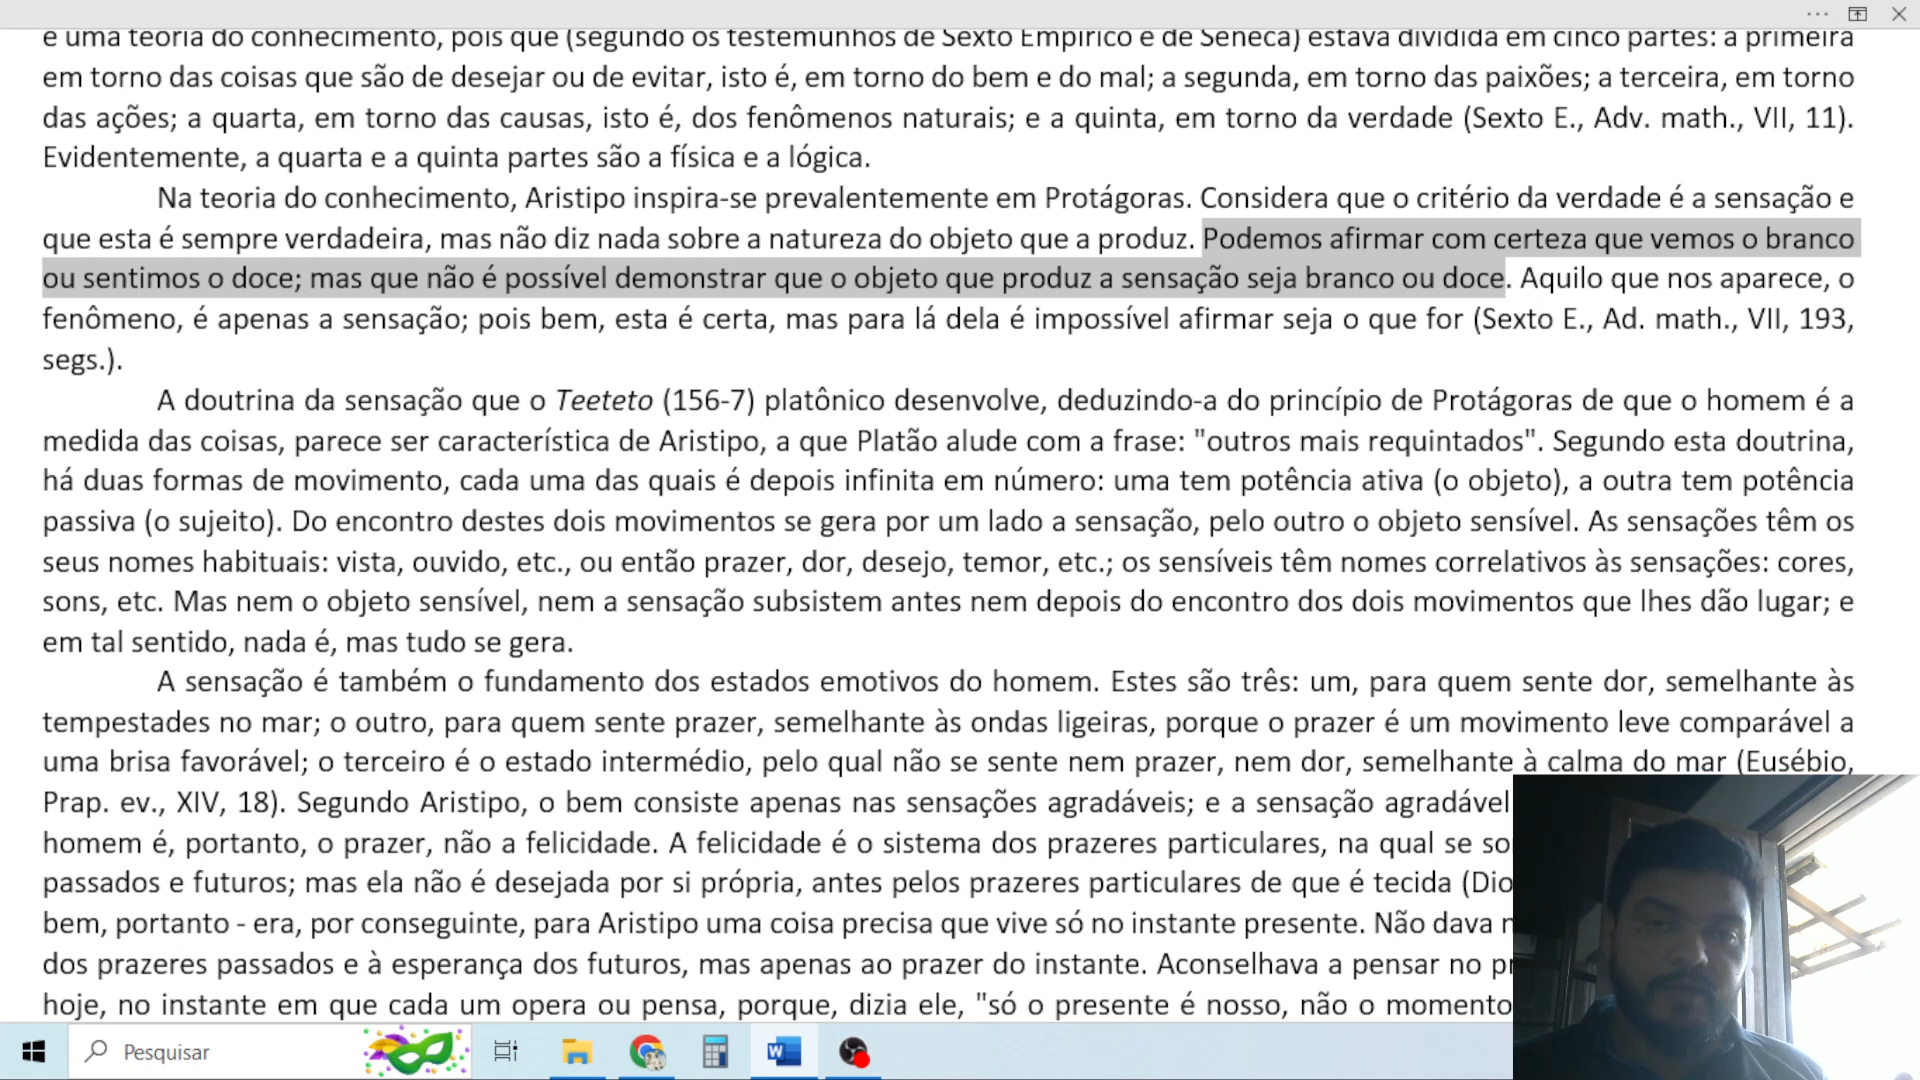 e uma teoria do conhecimento, pois que (segundo os testemunhos de Sexto Empírico e de Séneca) estava dividida em cinco partes: a primeira
em torno das coisas que são de desejar ou de evitar, isto é, em torno do bem e do mal; a segunda, em torno das paixões; a terceira, em torno
das ações; a quarta, em torno das causas, isto é, dos fenômenos naturais; e a quinta, em torno da verdade (Sexto E., Adv. math., VII, 11).
Evidentemente, a quarta e a quinta partes são a física e a lógica.
Na teoria do conhecimento, Aristipo inspira-se prevalentemente em Protágoras. Considera que o critério da verdade é a sensação e
que esta é sempre verdadeira, mas não diz nada sobre a natureza do objeto que a produz. Podemos afirmar com certeza que vemos o branco
ou sentimos o doce; mas que não é possível demonstrar que o objeto que produz a sensação seja branco ou doce. Aquilo que nos aparece, o
fenômeno, é apenas a sensação; pois bem, esta é certa, mas para lá dela é impossível afirmar seja o que for (Sexto E., Ad. math., VII, 193,
segs.).
A doutrina da sensação que o Teeteto (156-7) platônico desenvolve, deduzindo-a do princípio de Protágoras de que o homem é a
medida das coisas, parece ser característica de Aristipo, a que Platão alude com a frase: "outros mais requintados". Segundo esta doutrina,
há duas formas de movimento, cada uma das quais é depois infinita em número: uma tem potência ativa (o objeto), a outra tem potência
passiva (o sujeito). Do encontro destes dois movimentos se gera por um lado a sensação, pelo outro o objeto sensível. As sensações têm os
seus nomes habituais: vista, ouvido, etc., ou então prazer, dor, desejo, temor, etc.; os sensíveis têm nomes correlativos às sensações: cores,
sons, etc. Mas nem o objeto sensível, nem a sensação subsistem antes nem depois do encontro dos dois movimentos que lhes dão lugar; e
em tal sentido, nada é, mas tudo se gera.
A sensação é também o fundamento dos estados emotivos do homem. Estes são três: um, para quem sente dor, semelhante às
tempestades no mar; o outro, para quem sente prazer, semelhante às ondas ligeiras, porque o prazer é um movimento leve comparável a
uma brisa favorável; o terceiro é o estado intermédio, pelo qual não se sente nem prazer, nem dor, semelhante à calma do mar (Eusébio,
Prap. ev., XIV, 18). Segundo Aristipo, o bem consiste apenas nas sensações agradáveis; e a sensação agradável
homem é, portanto, o prazer, não a felicidade. A felicidade é o sistema dos prazeres particulares, na qual se so
passados e futuros; mas ela não é desejada por si própria, antes pelos prazeres particulares de que é tecida (Dio
bem, portanto - era, por conseguinte, para Aristipo uma coisa precisa que vive só no instante presente. Não dava
dos prazeres passados e à esperança dos futuros, mas apenas ao prazer do instante. Aconselhava a pensar no
hoje, no instante em que cada um opera ou pensa, porque, dizia ele, "só o presente é nosso, não o momento
Pesquisar